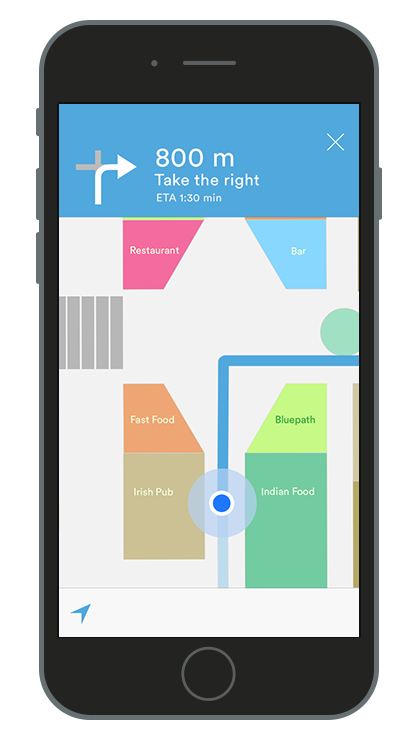 800 m
Take the right
ETA 1:30 min
Restaurant
Bar
Fast Food
Bluepath
Irish Pub
Indian Food